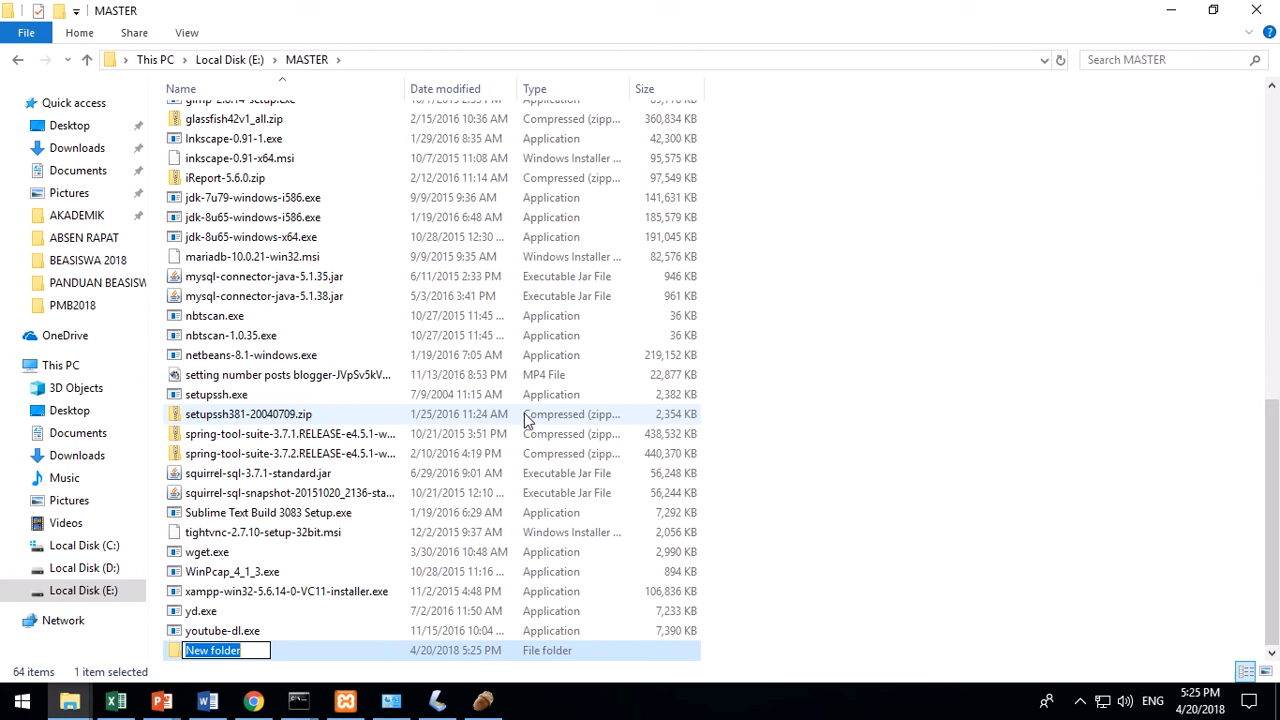 MASTER
File Home Share View
This PC Local Disk (E:) MASTER Search MASTER
Name Date modified Type Size
Quick access
Desktop
Downloads
Documents
Pictures
AKADEMIK
ABSEN RAPAT
BEASISWA 2018
PANDUAN BEASISW
PMB2018
OneDrive
This PC
3D Objects
Desktop
Documents
Downloads
Music
Pictures
Videos
Local Disk (C:)
Local Disk (D:)
Local Disk (E:)
Network
glassfish42v1_all.zip 2/15/2016 10:36 AM Compressed (zipp... 360,834 KB
Inkscape-0.91-1.exe 1/29/2016 8:35 AM Application 42,300 KB
inkscape-0.91-x64.msi 10/7/2015 11:08 AM Windows Installer ... 95,575 KB
iReport-5.6.0.zip 2/12/2016 11:14 AM Compressed (zipp... 97,549 KB
jdk-7u79-windows-i586.exe 9/9/2015 9:36 AM Application 141,631 KB
jdk-8u65-windows-i586.exe 1/19/2016 6:48 AM Application 185,579 KB
jdk-8u65-windows-x64.exe 10/28/2015 12:30 ... Application 191,045 KB
mariadb-10.0.21-win32.msi 9/9/2015 9:35 AM Windows Installer ... 82,576 KB
mysql-connector-java-5.1.35.jar 6/11/2015 2:33 PM Executable Jar File 946 KB
mysql-connector-java-5.1.38.jar 5/3/2016 3:41 PM Executable Jar File 961 KB
nbtscan.exe 10/27/2015 11:45 ... Application 36 KB
nbtscan-1.0.35.exe 10/27/2015 11:45 ... Application 36 KB
netbeans-8.1-windows.exe 1/19/2016 7:05 AM Application 219,152 KB
setting number posts blogger-JVpSv5kV... 11/13/2016 8:53 PM MP4 File 22,877 KB
setupssh.exe 7/9/2004 11:15 AM Application 2,382 KB
setupssh381-20040709.zip 1/25/2016 11:24 AM Compressed (zipp... 2,354 KB
spring-tool-suite-3.7.1.RELEASE-e4.5.1-w... 10/21/2015 3:51 PM Compressed (zipp... 438,532 KB
spring-tool-suite-3.7.2.RELEASE-e4.5.1-w... 2/10/2016 4:19 PM Compressed (zipp... 440,370 KB
squirrel-sql-3.7.1-standard.jar 6/29/2016 9:01 AM Executable Jar File 56,248 KB
squirrel-sql-snapshot-20151020_2136-sta... 10/21/2015 12:10 ... Executable Jar File 56,244 KB
Sublime Text Build 3083 Setup.exe 1/19/2016 6:29 AM Application 7,292 KB
tightvnc-2.7.10-setup-32bit.msi 12/2/2015 9:37 AM Windows Installer ... 2,056 KB
wget.exe 3/30/2016 10:48 AM Application 2,990 KB
WinPcap_4_1_3.exe 10/28/2015 11:16 ... Application 894 KB
xampp-win32-5.6.14-0-VC11-installer.exe 11/2/2015 4:48 PM Application 106,836 KB
yd.exe 7/2/2016 11:50 AM Application 7,233 KB
youtube-dl.exe 11/15/2016 10:04 ... Application 7,390 KB
New folder 4/20/2018 5:25 PM File folder
64 items 1 item selected
ENG 5:25 PM
4/20/2018